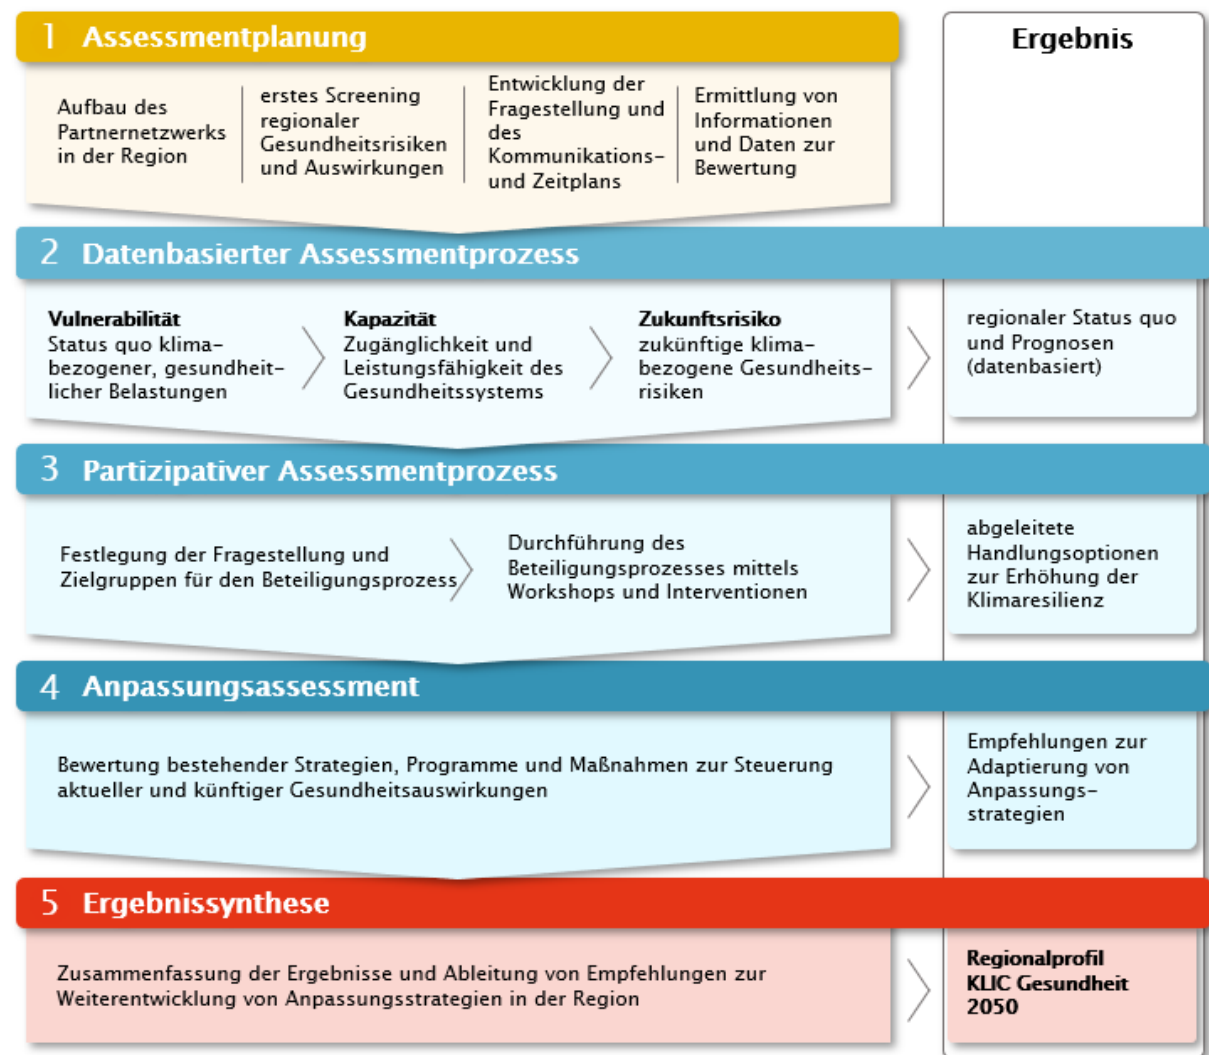 1 Assessmentplanung
Ergebnis
Aufbau des
Partnernetzwerks
in der Region
erstes Screening
regionaler
Gesundheitsrisiken
und Auswirkungen
Entwicklung der
Fragestellung und
des
Kommunikations-
und Zeitplans
Ermittlung von
Informationen
und Daten zur
Bewertung
2 Datenbasierter Assessmentprozess
Vulnerabilität
Status quo klima-
bezogener, gesundheit-
licher Belastungen
Kapazität
Zugänglichkeit und
Leistungsfähigkeit des
Gesundheitssystems
Zukunftsrisiko
zukünftige klima-
bezogene Gesundheits-
risiken
regionaler Status quo
und Prognosen
(datenbasiert)
3 Partizipativer Assessmentprozess
Festlegung der Fragestellung und
Zielgruppen für den Beteiligungsprozess
Durchführung des
Beteiligungsprozesses mittels
Workshops und Interventionen
abgeleitete
Handlungsoptionen
zur Erhöhung der
Klimaresilienz
4 Anpassungsassessment
Bewertung bestehender Strategien, Programme und Maßnahmen zur Steuerung
aktueller und künftiger Gesundheitsauswirkungen
Empfehlungen zur
Adaptierung von
Anpassungs-
strategien
5 Ergebnissynthese
Zusammenfassung der Ergebnisse und Ableitung von Empfehlungen zur
Weiterentwicklung von Anpassungsstrategien in der Region
Regionalprofil
KLIC Gesundheit
2050